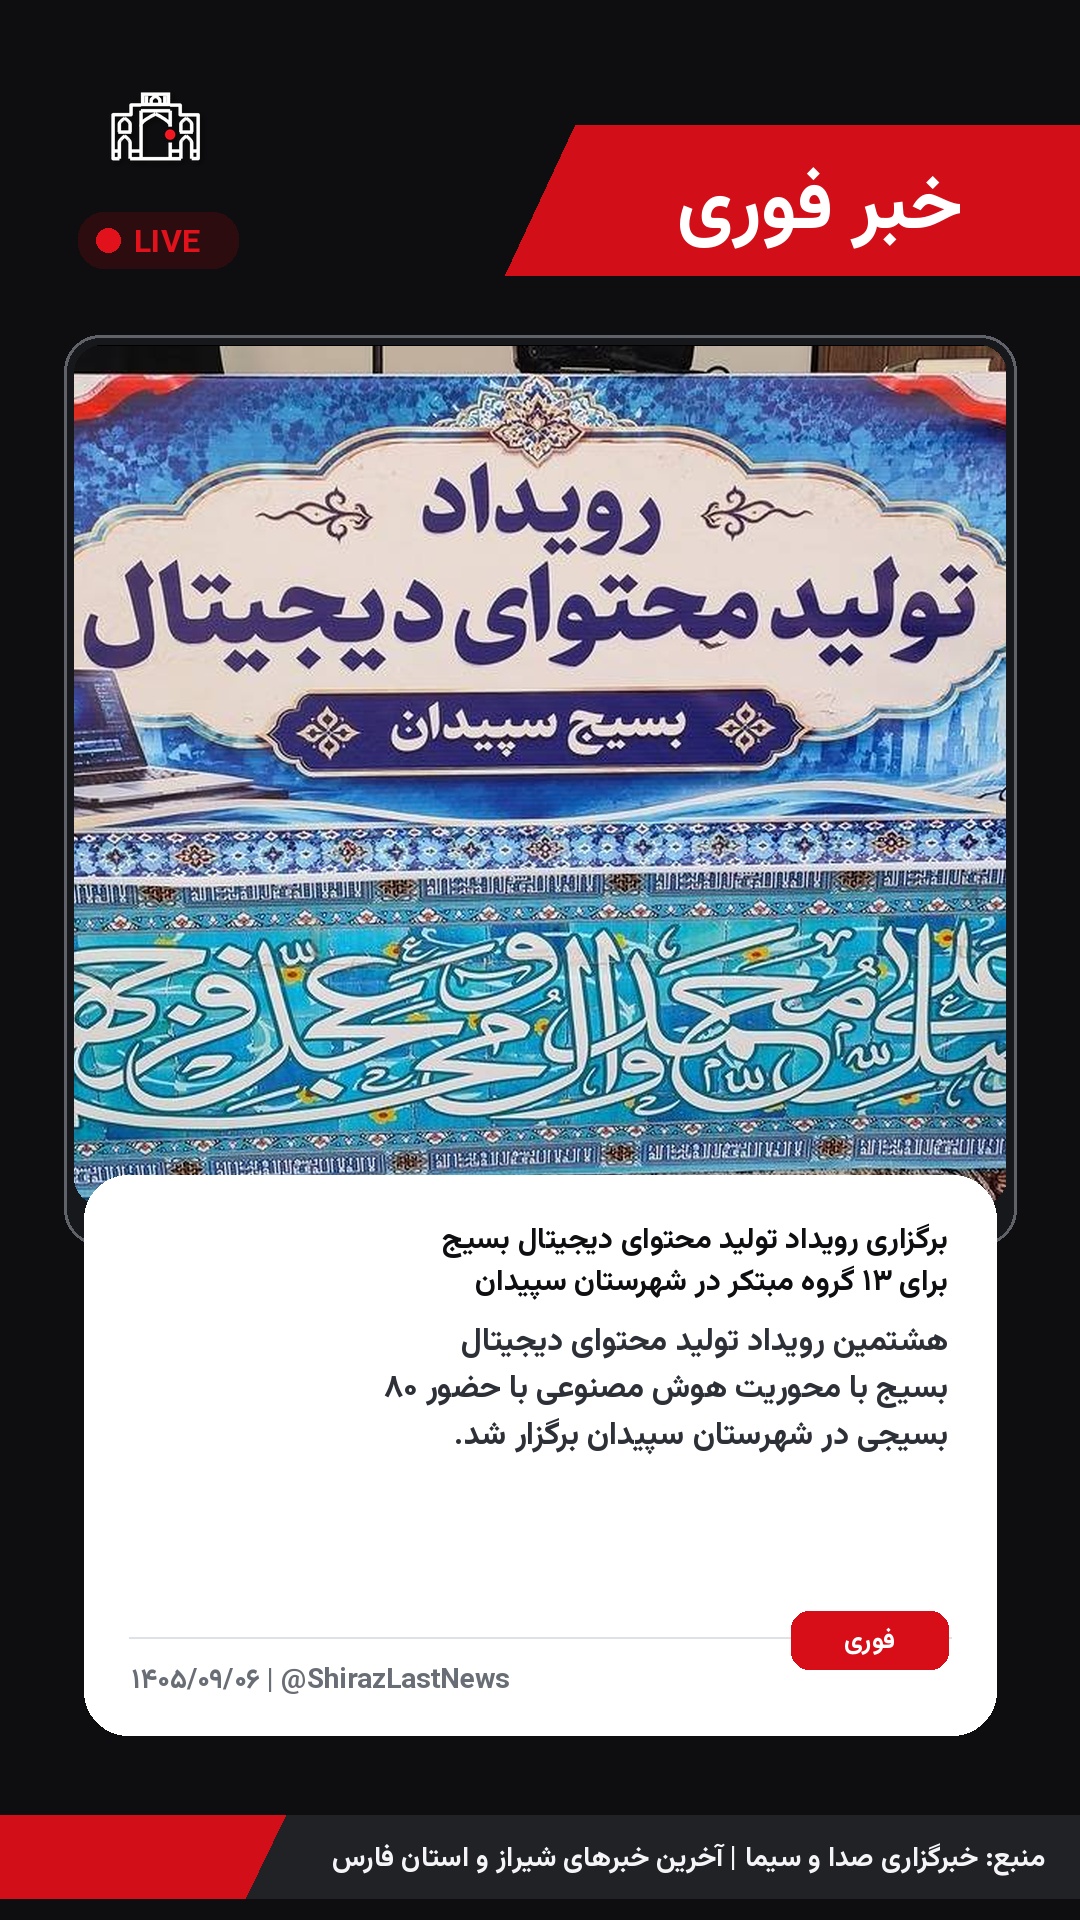 خبر فوری
LIVE
رویداد
تولید محتوای دیجیتال
بسیج سپیدان
برگزاری رویداد تولید محتوای دیجیتال بسیج
برای ۱۳ گروه مبتکر در شهرستان سپیدان
هشتمین رویداد تولید محتوای دیجیتال
بسیج با محوریت هوش مصنوعی با حضور ۸۰
بسیجی در شهرستان سپیدان برگزار شد.
فوری
۱۴۰۵/۰۹/۰۶ | @ShirazLastNews
منبع: خبرگزاری صدا و سیما | آخرین خبرهای شیراز و استان فارس